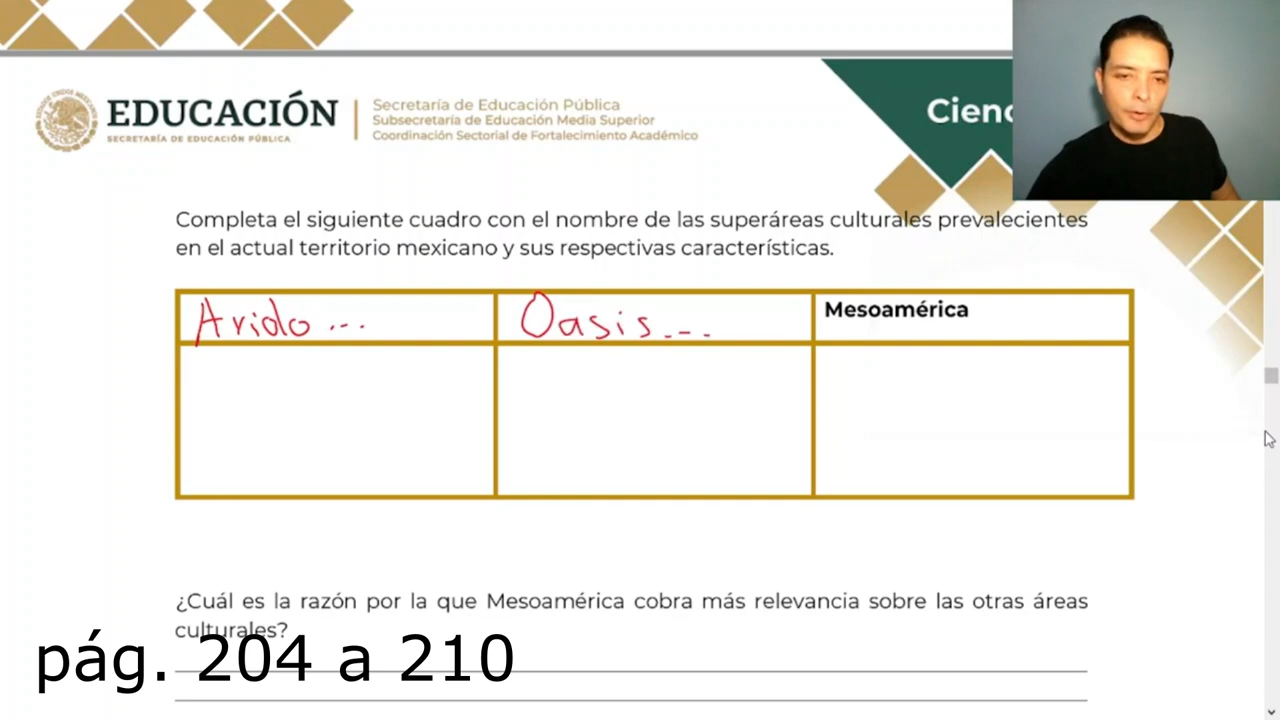 EDUCACIÓN
SECRETARÍA DE EDUCACIÓN PÚBLICA
Secretaría de Educación Pública
Subsecretaría de Educación Media Superior
Coordinación Sectorial de Fortalecimiento Académico
Cienc
Completa el siguiente cuadro con el nombre de las superáreas culturales prevalecientes
en el actual territorio mexicano y sus respectivas características.
Arido ...
Oasis...
Mesoamérica
¿Cuál es la razón por la que Mesoamérica cobra más relevancia sobre las otras áreas
culturales?
pág. 204 a 210